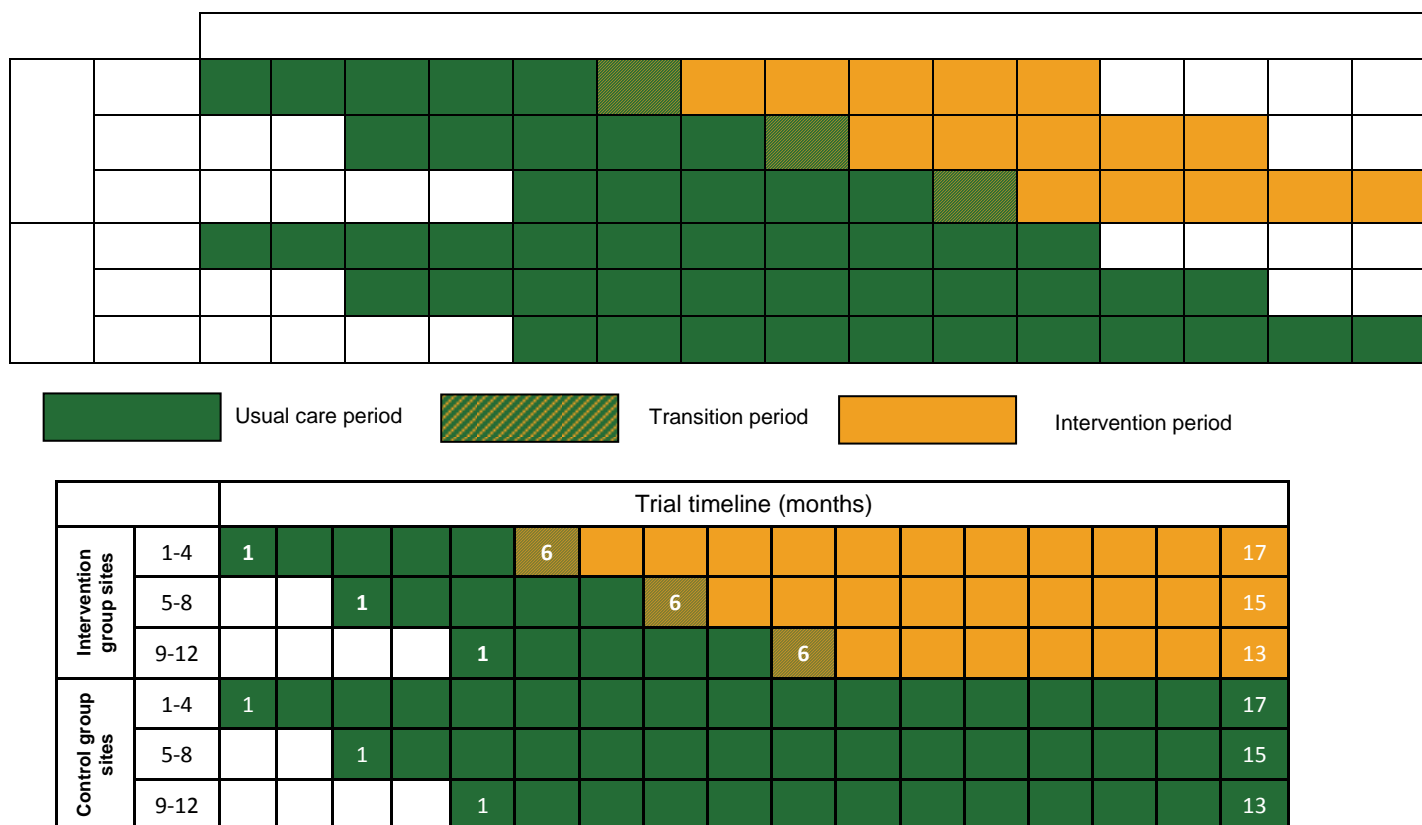 Usual care period Transition period Intervention period
Trial timeline (months)
Intervention group sites
1-4 1 6 17
5-8 1 6 15
9-12 1 6 13
Control group sites
1-4 1 17
5-8 1 15
9-12 1 13